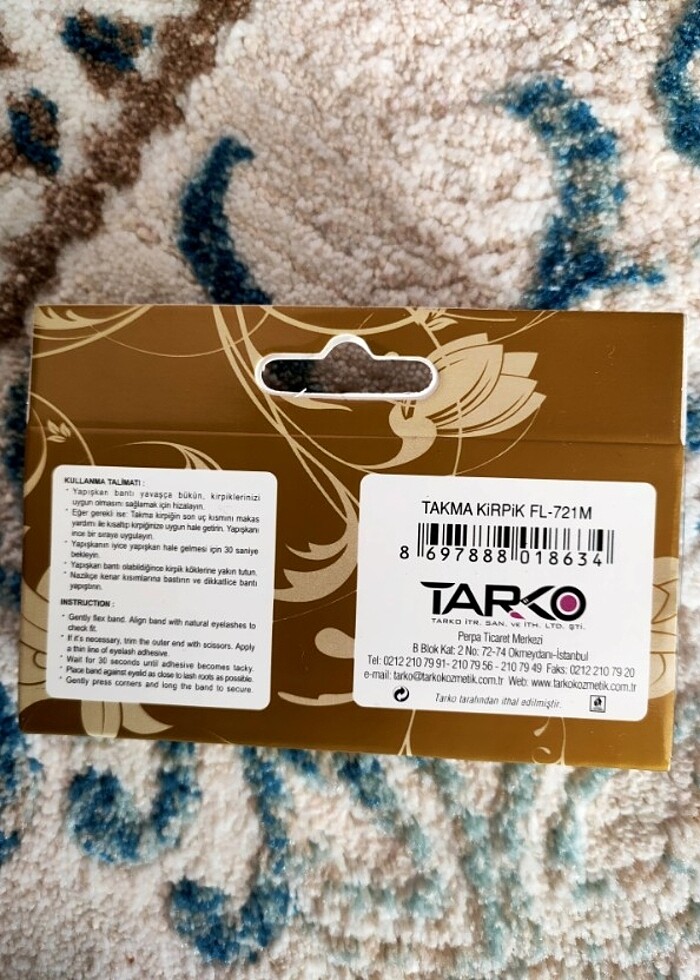 KULLANMA TALİMATI :
* Yapışkan bantı yavaşça bükün, kirpiklerinizi
uygun olmasını sağlamak için hizalayın.
* Eğer gerekli ise: Takma kirpiğin son uç kısmını makas
yardımı ile kısaltıp kirpiğinize uygun hale getirin. Yapışkanı
ince bir sıraya uygulayın.
* Yapışkanın iyice yapışkan hale gelmesi için 30 saniye
bekleyin.
* Yapışkan bantı olabildiğince kirpik köklerine yakın tutun.
* Nazikçe kenar kısımlarına bastırın ve dikkatlice bantı
yapıştırın.
INSTRUCTION :
* Gently flex band. Align band with natural eyelashes to
check fit.
* If it's necessary, trim the outer end with scissors. Apply
a thin line of eyelash adhesive.
* Wait for 30 seconds until adhesive becomes tacky.
* Place band against eyelid as close to lash roots as possible.
* Gently press corners and long the band to secure.
TAKMA KiRPiK FL-721M
8 697888 018634
TARKO
TARKO ITR. SAN. VE ITH. LTD. ŞTİ.
Perpa Ticaret Merkezi
B Blok Kat: 2 No: 72-74 Okmeydanı-İstanbul
Tel: 0212 210 79 91- 210 79 56 - 210 79 49 Faks: 0212 210 79 20
e-mail: tarko@tarkokozmetik.com.tr Web: www.tarkokozmetik.com.tr
Tarko tarafından ithal edilmiştir.